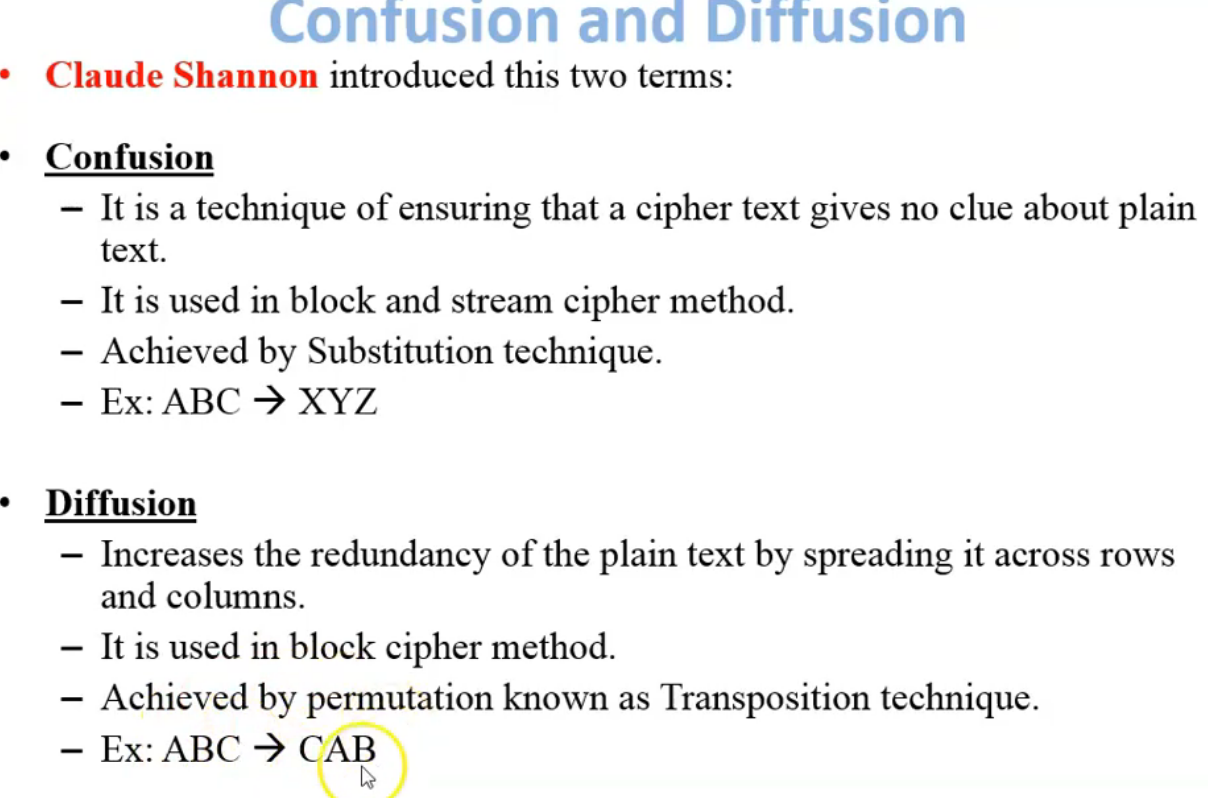 Confusion and Diffusion
• Claude Shannon introduced this two terms:
• Confusion
– It is a technique of ensuring that a cipher text gives no clue about plain
text.
– It is used in block and stream cipher method.
– Achieved by Substitution technique.
– Ex: ABC → XYZ
• Diffusion
– Increases the redundancy of the plain text by spreading it across rows
and columns.
– It is used in block cipher method.
– Achieved by permutation known as Transposition technique.
– Ex: ABC → CAB